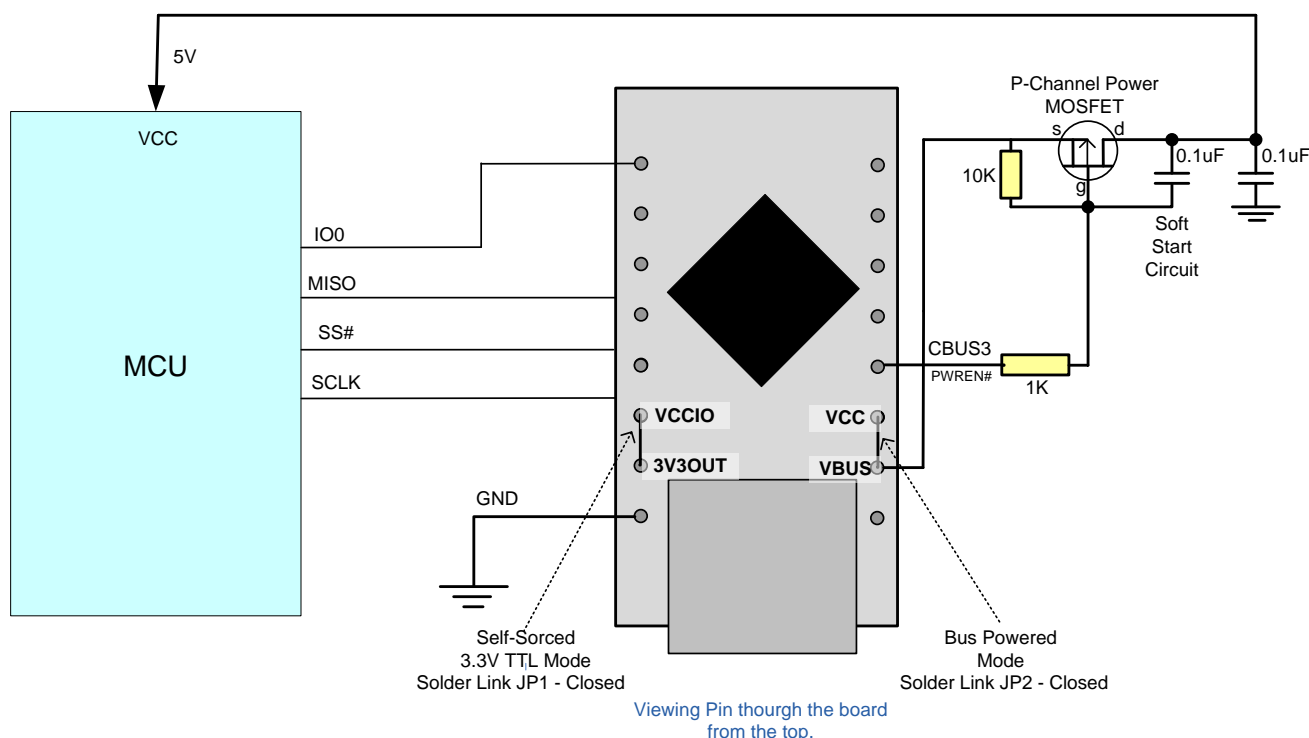 5V
VCC
MCU
IO0
MISO
SS#
SCLK
GND
VCCIO
3V3OUT
VCC
VBUS
CBUS3
PWREN#
1K
10K
P-Channel Power
MOSFET
s
d
g
0.1uF
0.1uF
Soft
Start
Circuit
Self-Sorced
3.3V TTL Mode
Solder Link JP1 - Closed
Bus Powered
Mode
Solder Link JP2 - Closed
Viewing Pin thourgh the board
from the top.